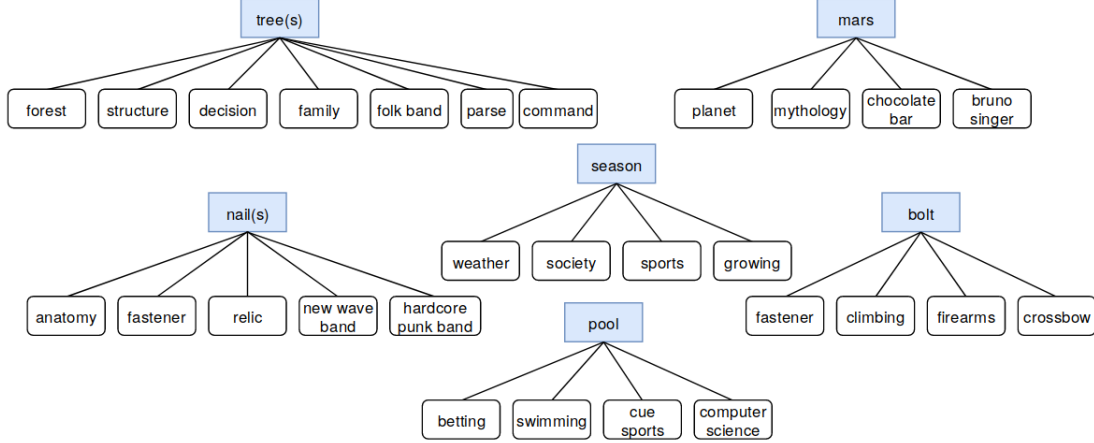 tree(s)
mars
forest
structure
decision
family
folk band
parse
command
planet
mythology
chocolate
bar
bruno
singer
season
nail(s)
bolt
weather
society
sports
growing
anatomy
fastener
relic
new wave
band
hardcore
punk band
fastener
climbing
firearms
crossbow
pool
betting
swimming
cue
sports
computer
science